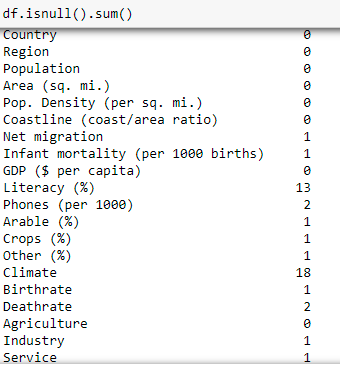 df.isnull().sum()
Country 0
Region 0
Population 0
Area (sq. mi.) 0
Pop. Density (per sq. mi.) 0
Coastline (coast/area ratio) 0
Net migration 1
Infant mortality (per 1000 births) 1
GDP ($ per capita) 0
Literacy (%) 13
Phones (per 1000) 2
Arable (%) 1
Crops (%) 1
Other (%) 1
Climate 18
Birthrate 1
Deathrate 2
Agriculture 0
Industry 1
Service 1